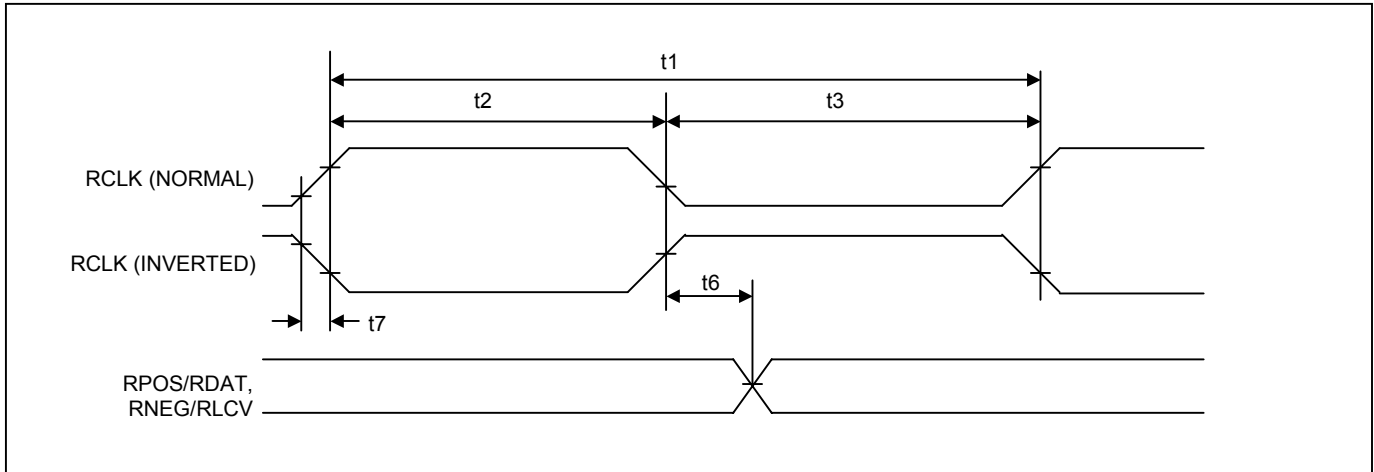 t1
t2
t3
RCLK (NORMAL)
RCLK (INVERTED)
t6
t7
RPOS/RDAT,
RNEG/RLCV